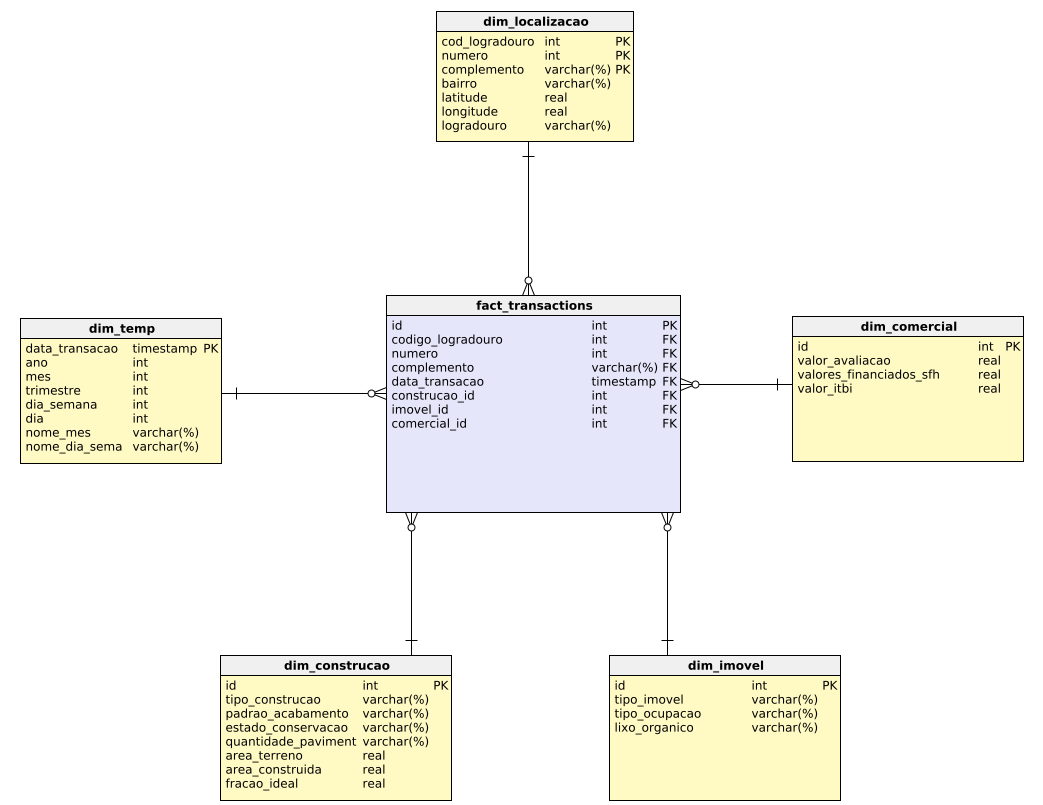 dim_localizacao
cod_logradouro int PK
numero int PK
complemento varchar(%) PK
bairro varchar(%)
latitude real
longitude real
logradouro varchar(%)
dim_temp
data_transacao timestamp PK
ano int
mes int
trimestre int
dia_semana int
dia int
nome_mes varchar(%)
nome_dia_sema varchar(%)
fact_transactions
id int PK
codigo_logradouro int FK
numero int FK
complemento varchar(%) FK
data_transacao timestamp FK
construcao_id int FK
imovel_id int FK
comercial_id int FK
dim_comercial
id int PK
valor_avaliacao real
valores_financiados_sfh real
valor_itbi real
dim_construcao
id int PK
tipo_construcao varchar(%)
padrao_acabamento varchar(%)
estado_conservacao varchar(%)
quantidade_paviment varchar(%)
area_terreno real
area_construida real
fracao_ideal real
dim_imovel
id int PK
tipo_imovel varchar(%)
tipo_ocupacao varchar(%)
lixo_organico varchar(%)